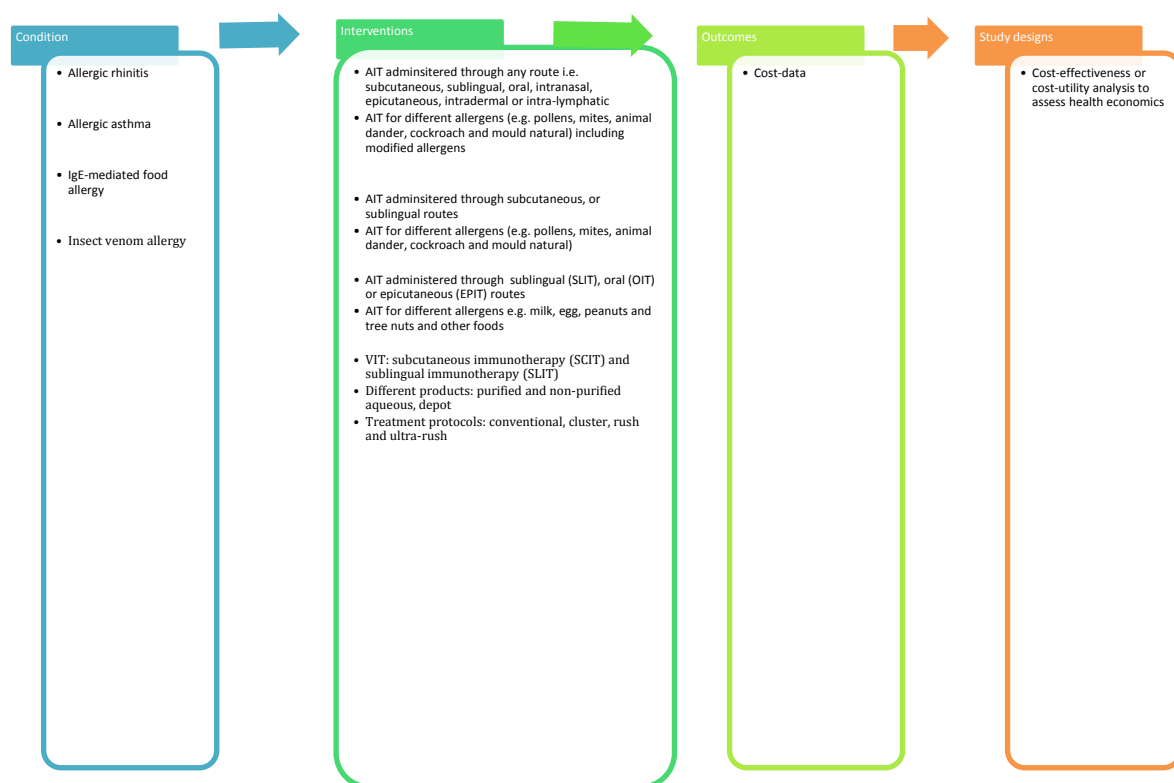 Condition
• Allergic rhinitis
• Allergic asthma
• IgE-mediated food
allergy
• Insect venom allergy
Interventions
• AIT adminsitered through any route i.e.
subcutaneous, sublingual, oral, intranasal,
epicutaneous, intradermal or intra-lymphatic
• AIT for different allergens (e.g. pollens, mites, animal
dander, cockroach and mould natural) including
modified allergens
• AIT adminsitered through subcutaneous, or
sublingual routes
• AIT for different allergens (e.g. pollens, mites, animal
dander, cockroach and mould natural)
• AIT administered through sublingual (SLIT), oral (OIT)
or epicutaneous (EPIT) routes
• AIT for different allergens e.g. milk, egg, peanuts and
tree nuts and other foods
• VIT: subcutaneous immunotherapy (SCIT) and
sublingual immunotherapy (SLIT)
• Different products: purified and non-purified
aqueous, depot
• Treatment protocols: conventional, cluster, rush
and ultra-rush
Outcomes
• Cost-data
Study designs
• Cost-effectiveness or
cost-utility analysis to
assess health economics